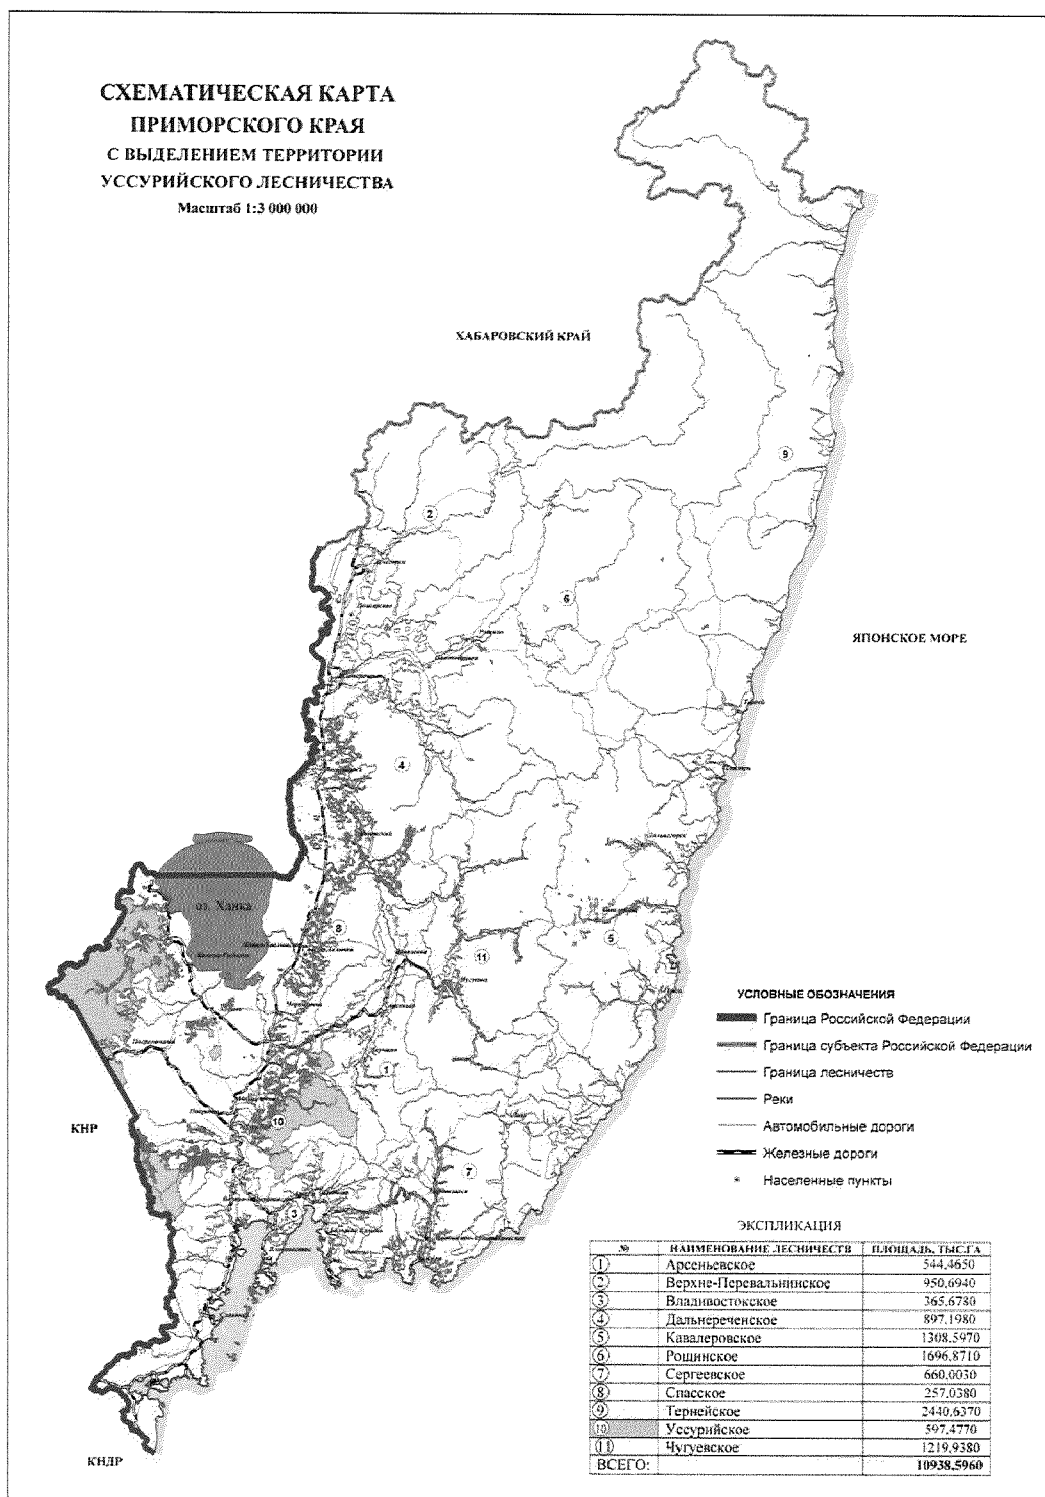 СХЕМАТИЧЕСКАЯ КАРТА
ПРИМОРСКОГО КРАЯ
С ВЫДЕЛЕНИЕМ ТЕРРИТОРИИ
УССУРИЙСКОГО ЛЕСНИЧЕСТВА
Масштаб 1:3 000 000
ХАБАРОВСКИЙ КРАЙ
9
2
6
ЯПОНСКОЕ МОРЕ
4
оз. Ханка
8
5
11
1
КНР
10
7
3
КНДР
УСЛОВНЫЕ ОБОЗНАЧЕНИЯ
Граница Российской Федерации
Граница субъекта Российской Федерации
Граница лесничеств
Реки
Автомобильные дороги
Железные дороги
Населенные пункты
ЭКСПЛИКАЦИЯ
№ НАИМЕНОВАНИЕ ЛЕСНИЧЕСТВ ПЛОЩАДЬ, ТЫС.ГА
1 Арсеньевское 544,4650
2 Верхне-Перевальнинское 950,6940
3 Владивостокское 365,6780
4 Дальнереченское 897,1980
5 Кавалеровское 1308,5970
6 Рощинское 1696,8710
7 Сергеевское 660,0030
8 Спасское 257,0380
9 Тернейское 2440,6370
10 Уссурийское 597,4770
11 Чугуевское 1219,9380
ВСЕГО: 10938,5960